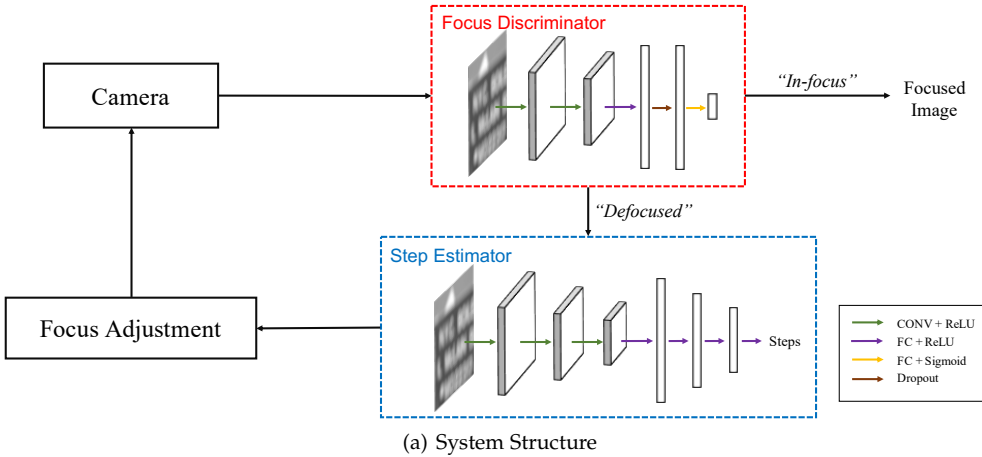 Focus Discriminator
Camera
“In-focus”
Focused
Image
“Defocused”
Step Estimator
Focus Adjustment
Steps
CONV + ReLU
FC + ReLU
FC + Sigmoid
Dropout
(a) System Structure